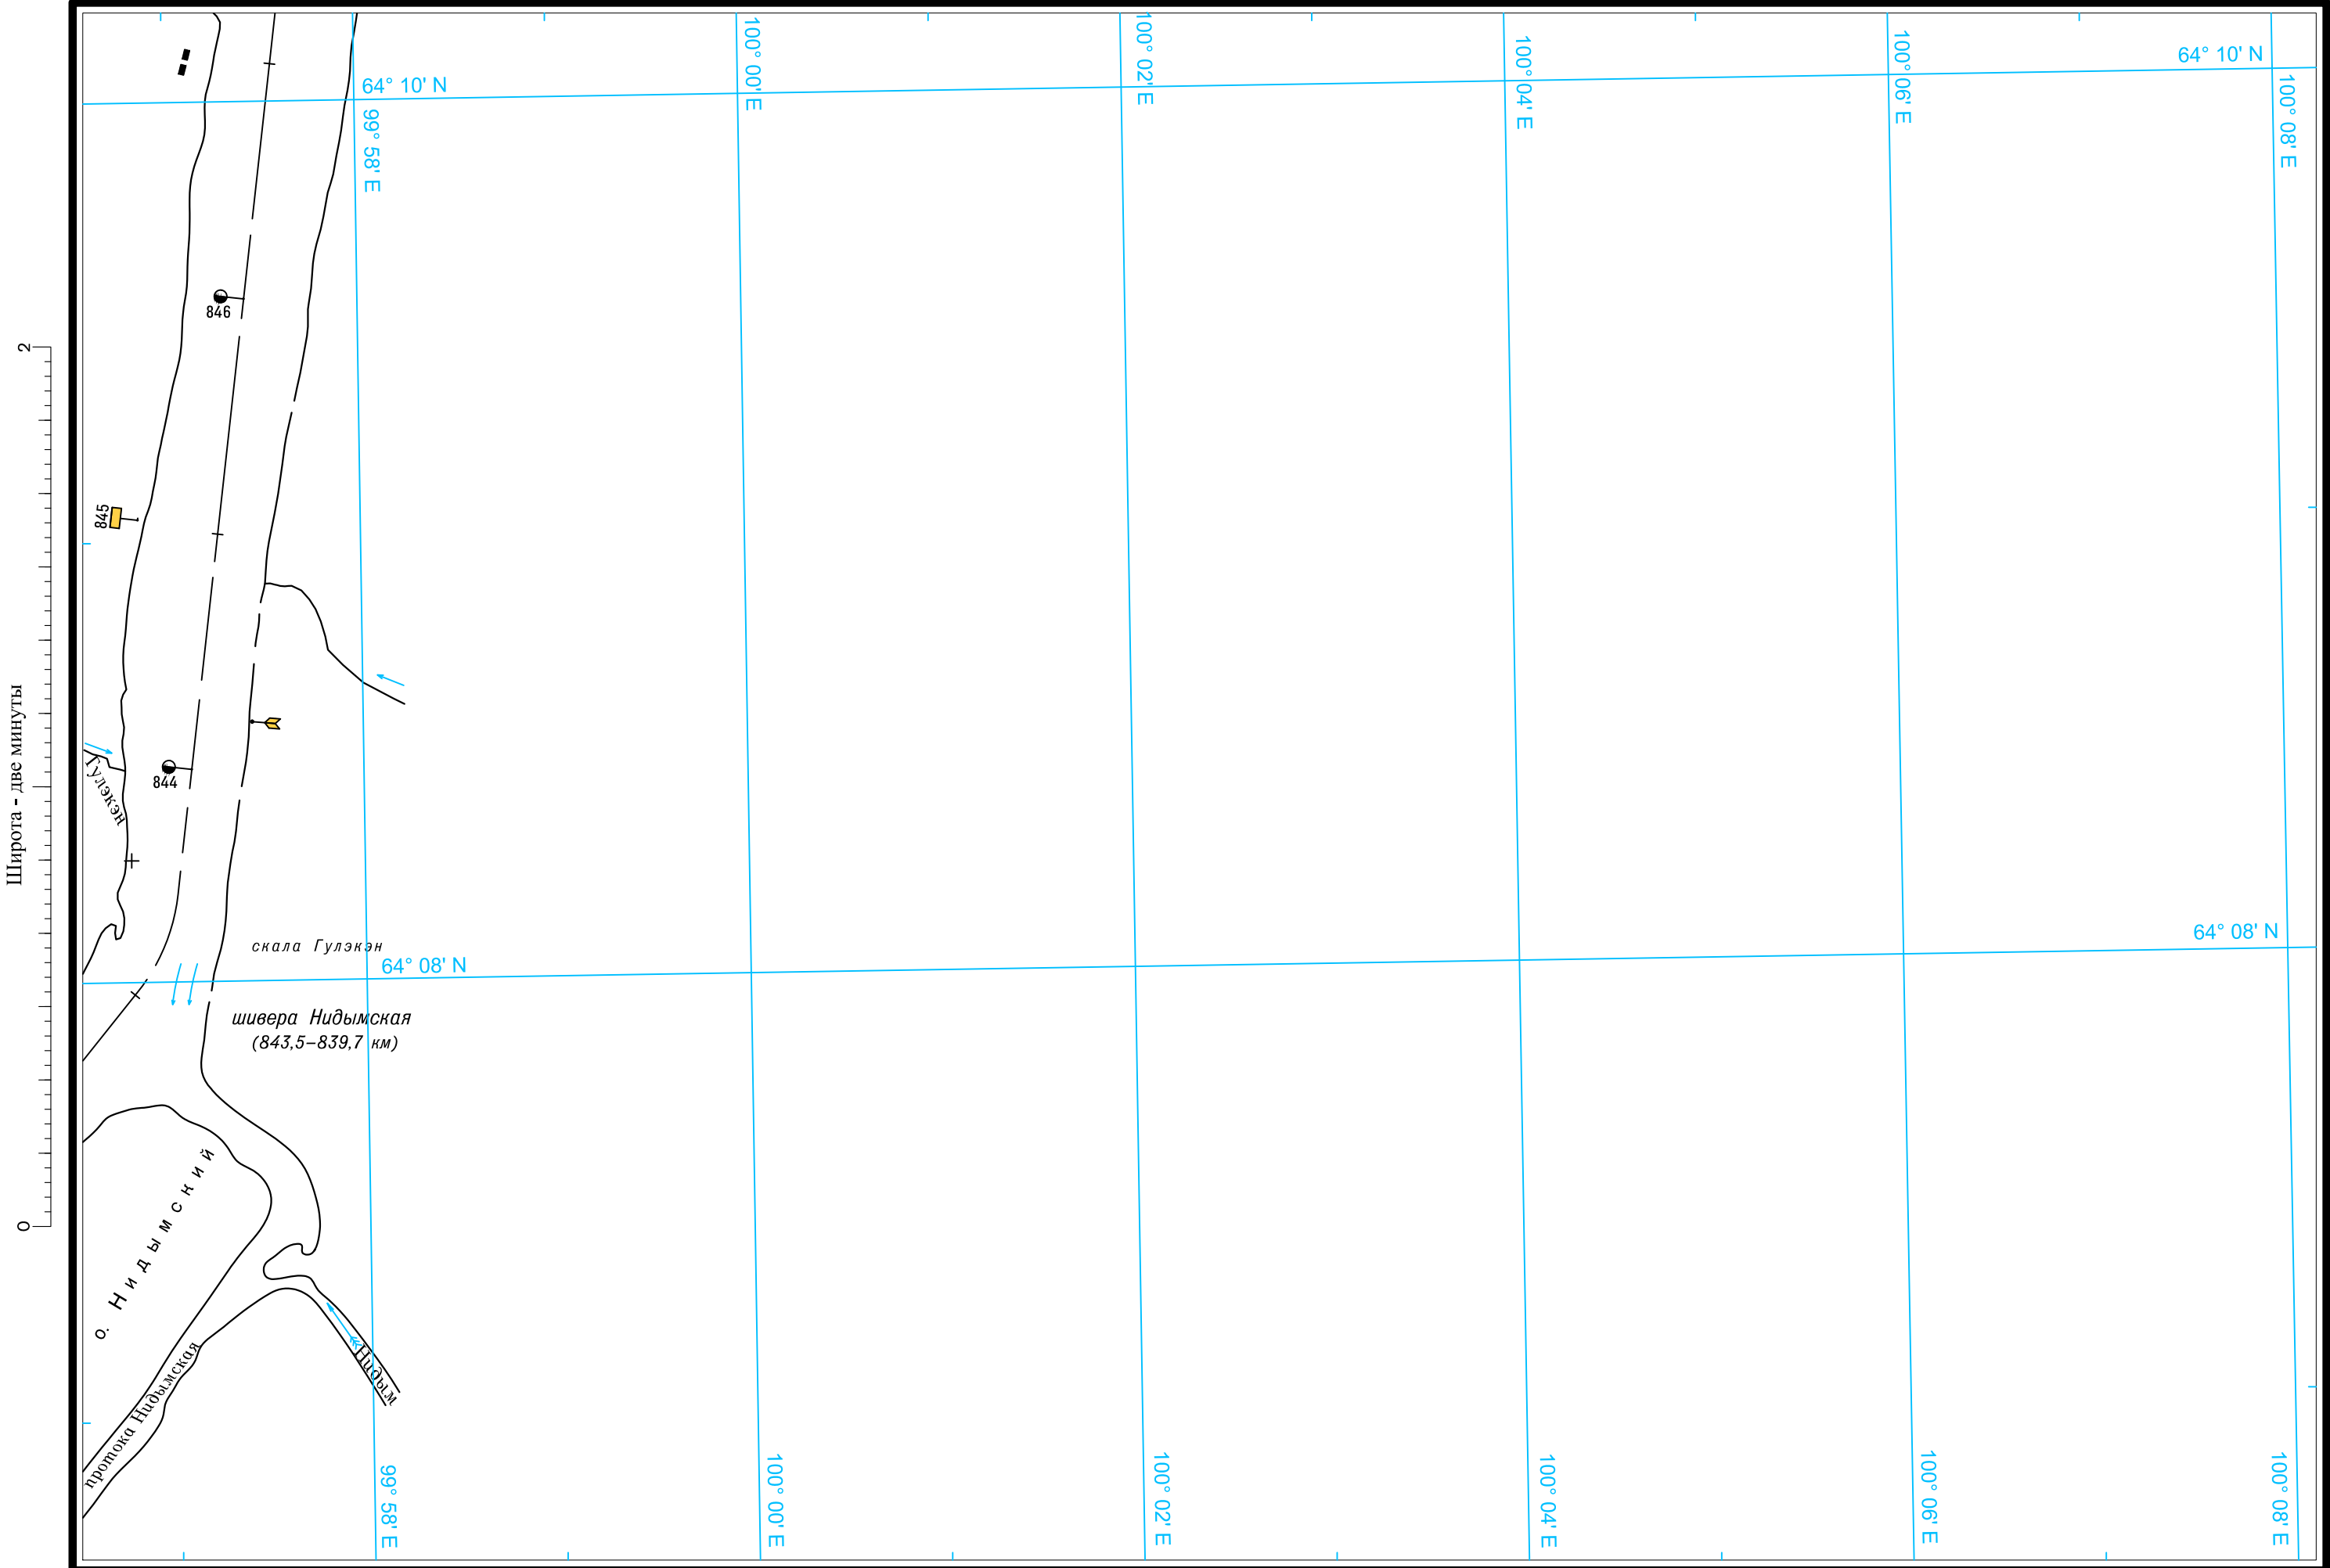 100° 00' E
100° 02' E
100° 04' E
100° 06' E
64° 10' N
100° 08' E
64° 10' N
99° 58' E
846
2
845
Широта - две минуты
844
Гулэкэн
скала Гулэкэн
64° 08' N
64° 08' N
шивера Нидымская
(843,5–839,7 км)
о. Нидымский
0
протока Нидымская
Нидым
99° 58' E
100° 00' E
100° 02' E
100° 04' E
100° 06' E
100° 08' E